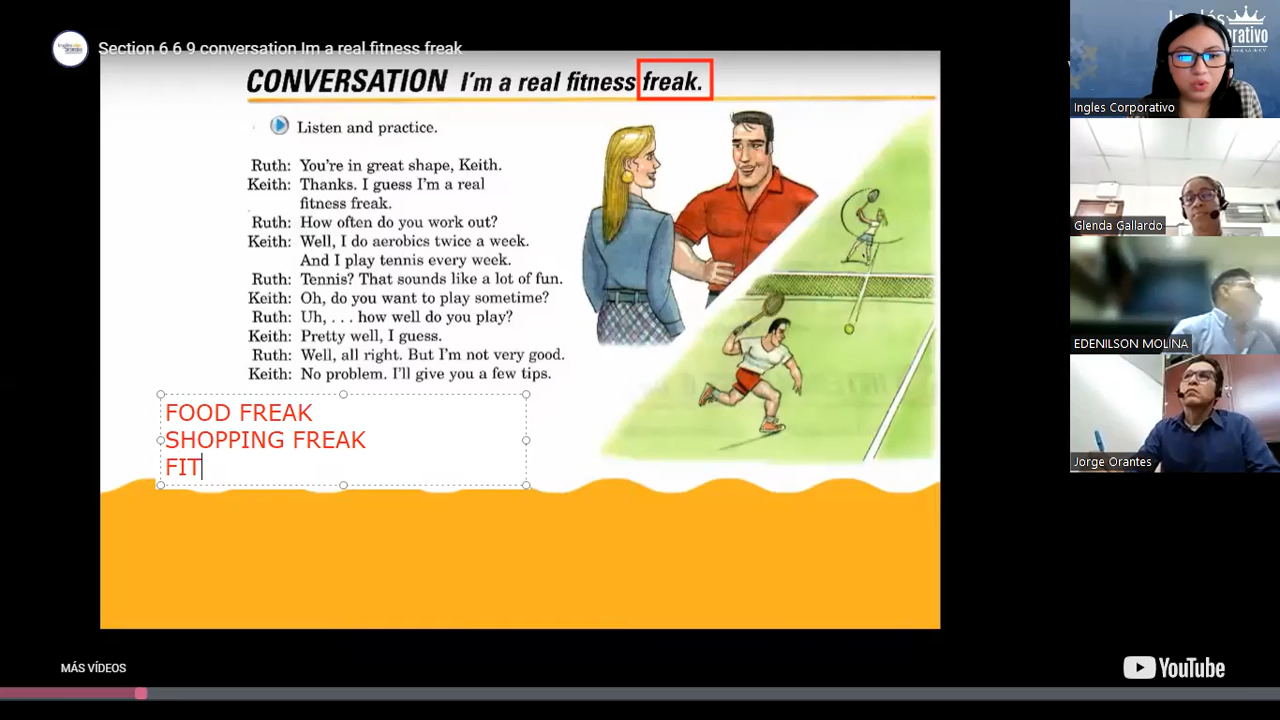 Section 6 6 9 conversation Im a real fitness freak
CONVERSATION I'm a real fitness freak.
Listen and practice.
Ruth: You're in great shape, Keith.
Keith: Thanks. I guess I'm a real
fitness freak.
Ruth: How often do you work out?
Keith: Well, I do aerobics twice a week.
And I play tennis every week.
Ruth: Tennis? That sounds like a lot of fun.
Keith: Oh, do you want to play sometime?
Ruth: Uh, . . . how well do you play?
Keith: Pretty well, I guess.
Ruth: Well, all right. But I'm not very good.
Keith: No problem. I'll give you a few tips.
FOOD FREAK
SHOPPING FREAK
FIT
MÁS VÍDEOS
YouTube
Ingles Corporativo
Glenda Gallardo
EDENILSON MOLINA
Jorge Orantes